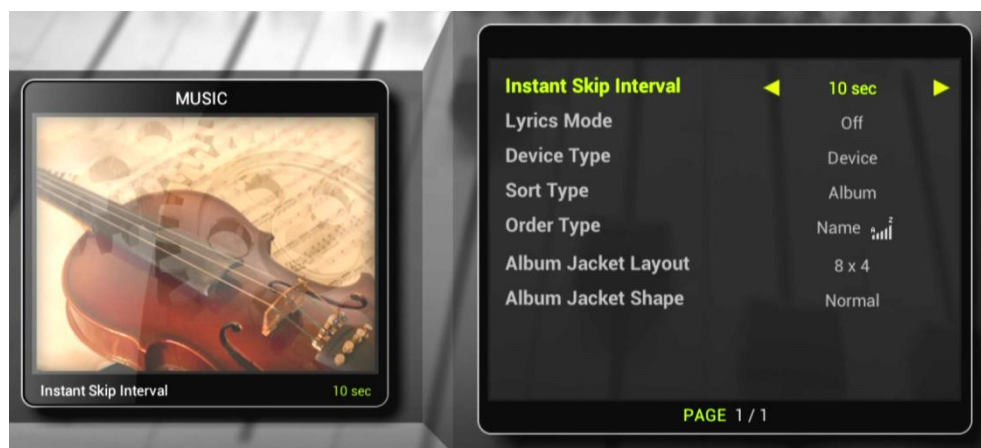 MUSIC
Instant Skip Interval 10 sec
Instant Skip Interval 10 sec
Lyrics Mode Off
Device Type Device
Sort Type Album
Order Type Name
Album Jacket Layout 8 x 4
Album Jacket Shape Normal
PAGE 1 / 1